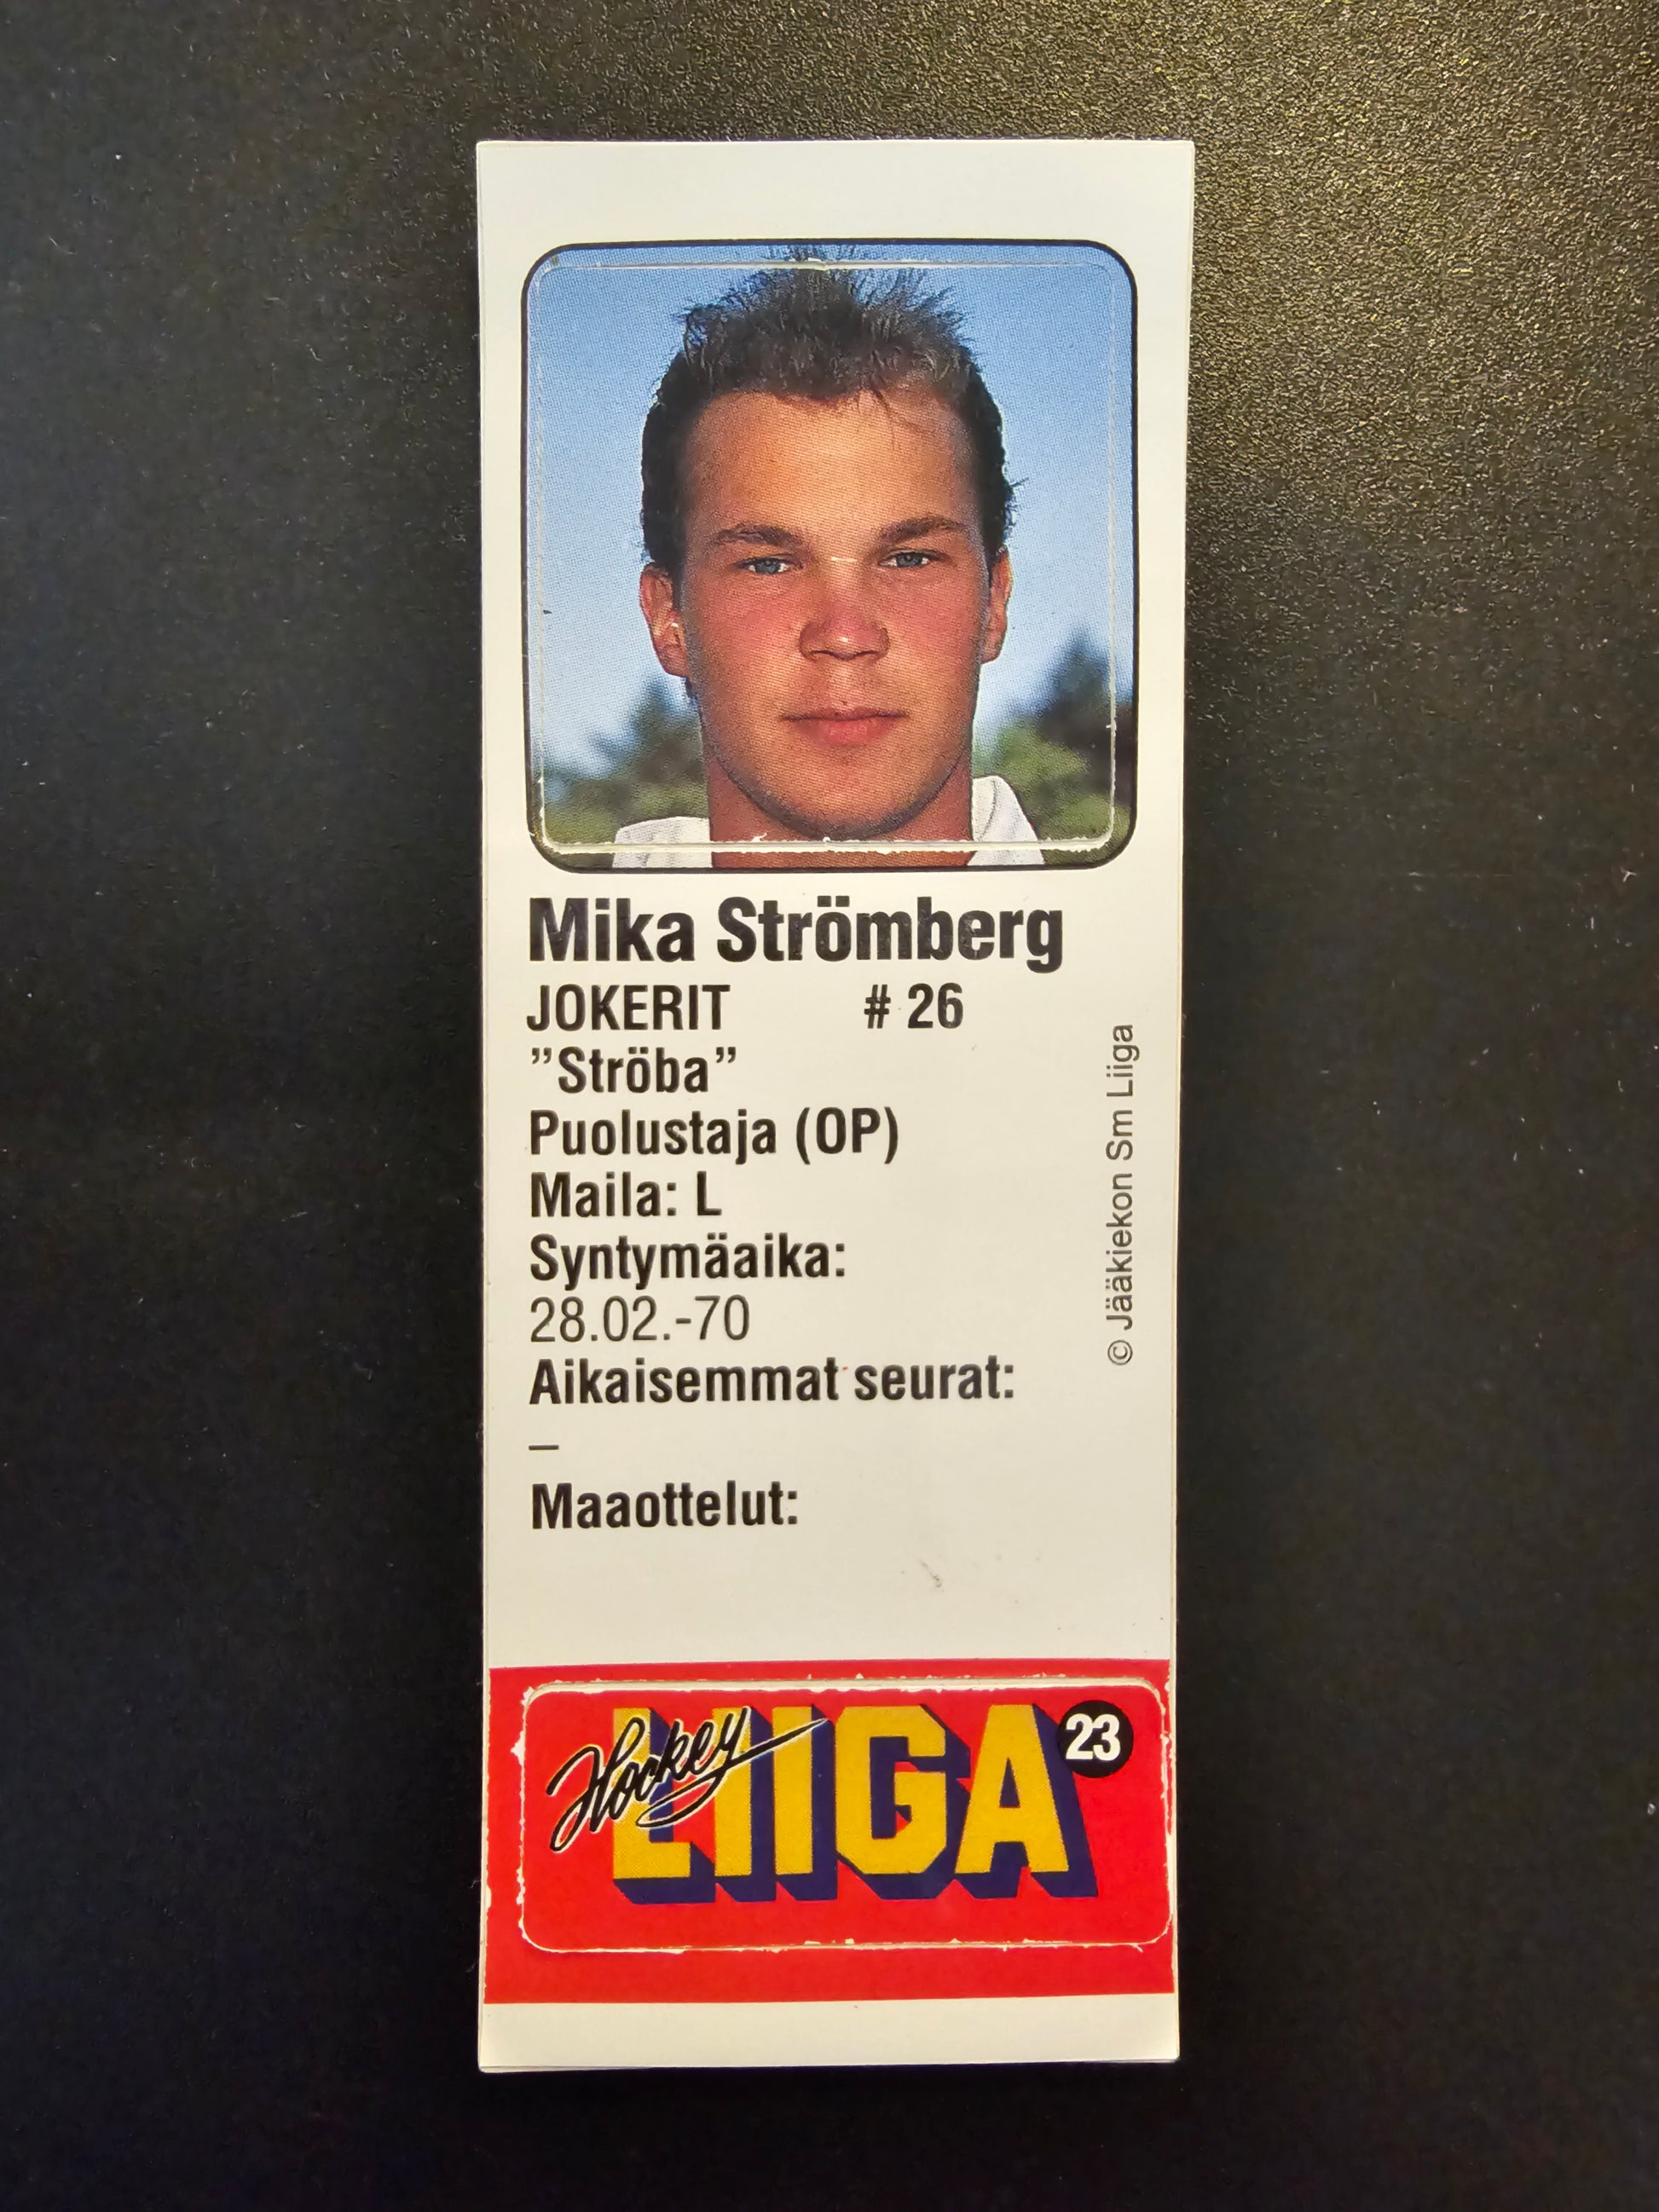 Mika Strömberg
JOKERIT # 26
”Ströba”
Puolustaja (OP)
Maila: L
Syntymäaika:
28.02.-70
Aikaisemmat seurat:
–
Maaottelut:
© Jääkiekon Sm Liiga
Hockey LIIGA 23